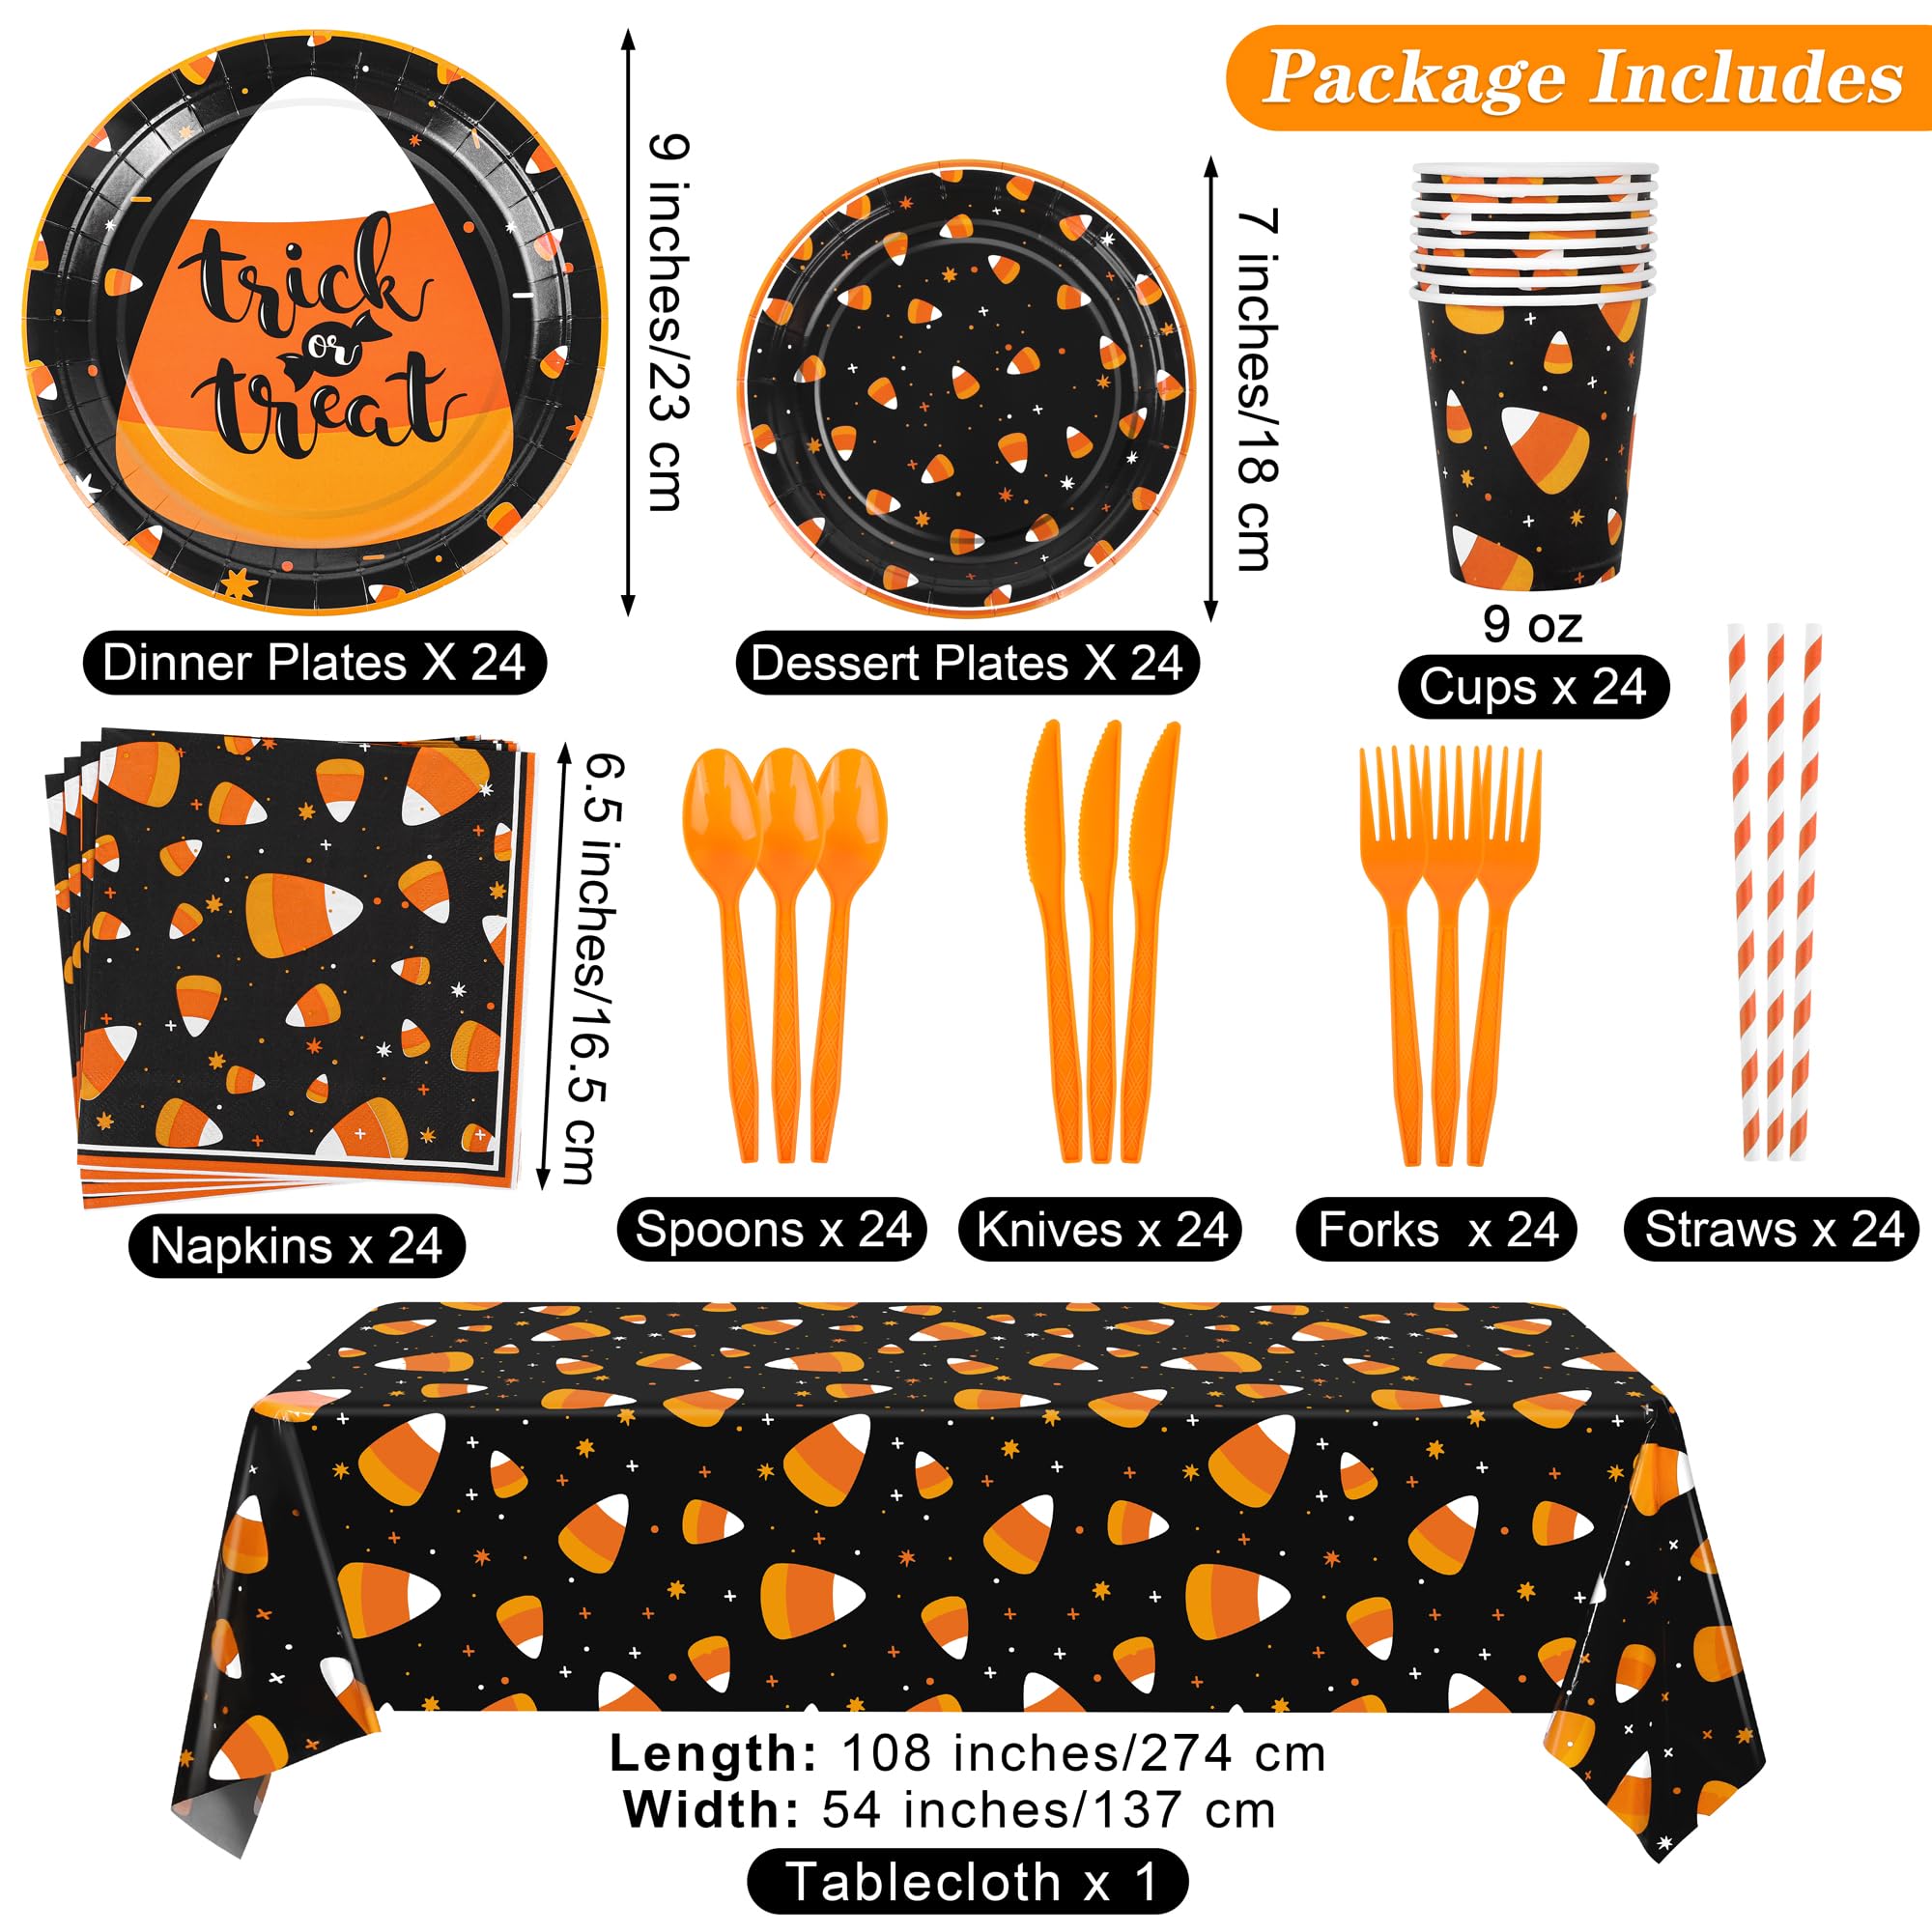 Package Includes
trick
or
treat
9 inches/23 cm
Dinner Plates X 24
7 inches/18 cm
Dessert Plates X 24
9 oz
Cups x 24
6.5 inches/16.5 cm
Napkins x 24
Spoons x 24
Knives x 24
Forks x 24
Straws x 24
Length: 108 inches/274 cm
Width: 54 inches/137 cm
Tablecloth x 1